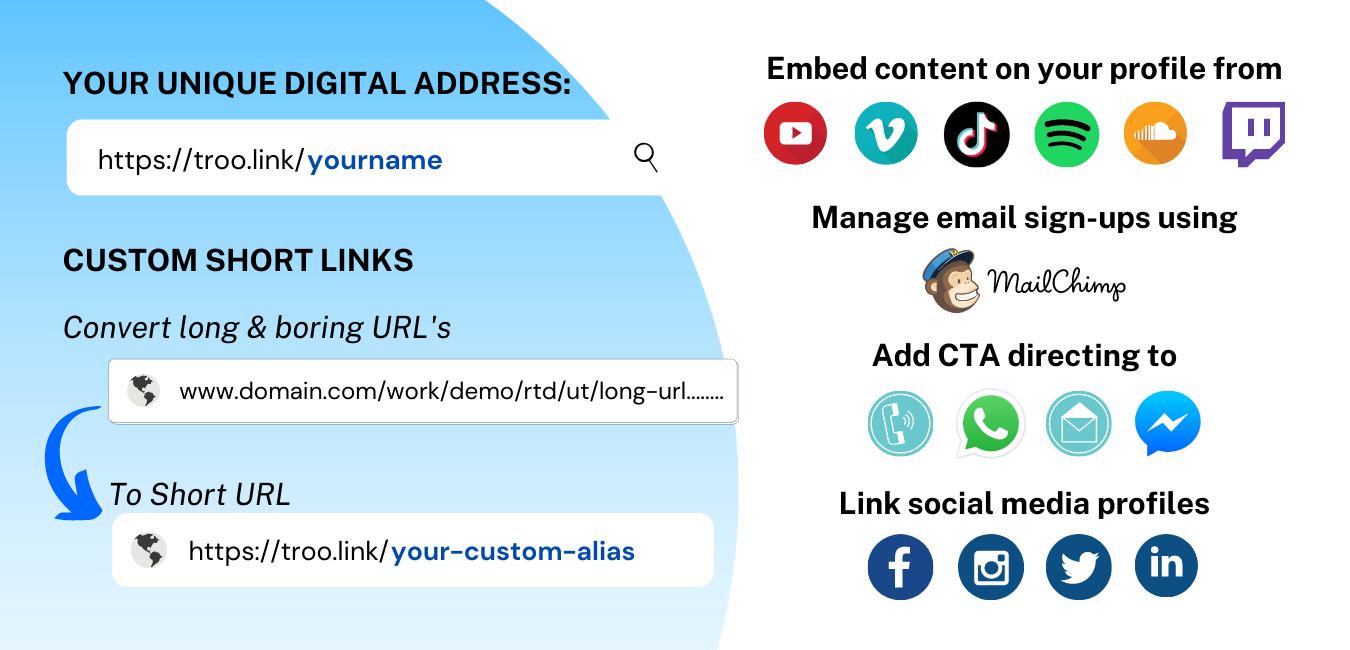 YOUR UNIQUE DIGITAL ADDRESS:
https://troo.link/yourname
CUSTOM SHORT LINKS
Convert long & boring URL's
www.domain.com/work/demo/rtd/ut/long-url........
To Short URL
https://troo.link/your-custom-alias
Embed content on your profile from
Manage email sign-ups using
MailChimp
Add CTA directing to
Link social media profiles
in